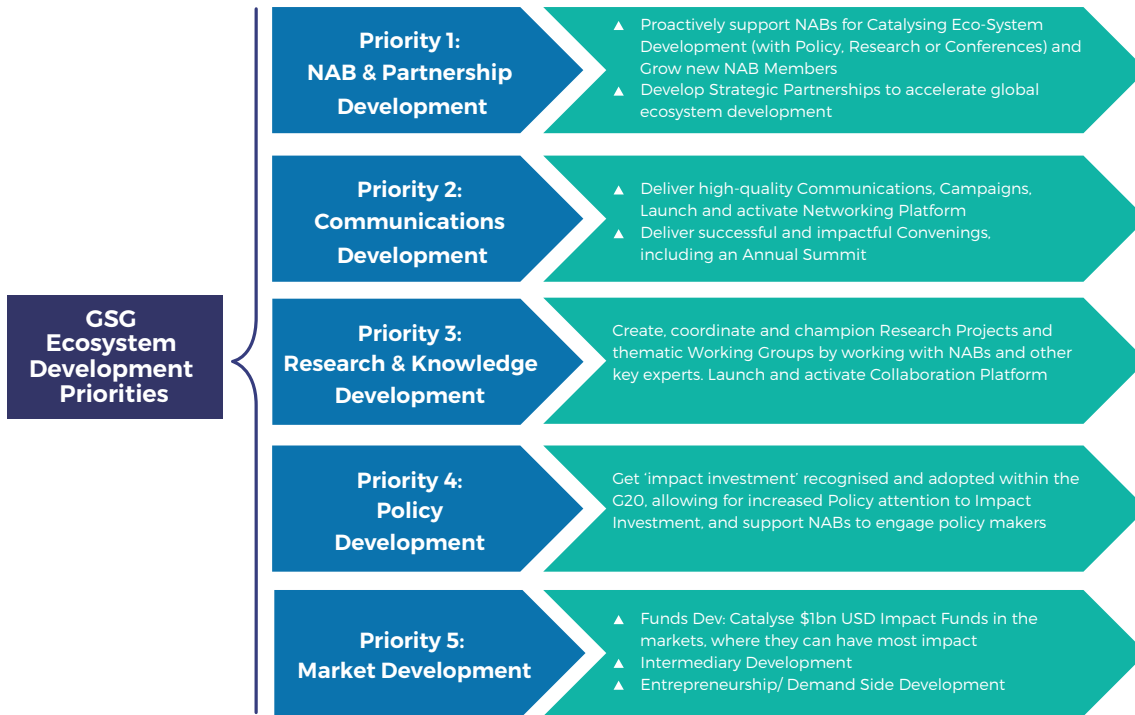 GSG
Ecosystem
Development
Priorities
Priority 1:
NAB & Partnership
Development
▲ Proactively support NABs for Catalysing Eco-System
Development (with Policy, Research or Conferences) and
Grow new NAB Members
▲ Develop Strategic Partnerships to accelerate global
ecosystem development
Priority 2:
Communications
Development
▲ Deliver high-quality Communications, Campaigns,
Launch and activate Networking Platform
▲ Deliver successful and impactful Convenings,
including an Annual Summit
Priority 3:
Research & Knowledge
Development
Create, coordinate and champion Research Projects and
thematic Working Groups by working with NABs and other
key experts. Launch and activate Collaboration Platform
Priority 4:
Policy
Development
Get ‘impact investment’ recognised and adopted within the
G20, allowing for increased Policy attention to Impact
Investment, and support NABs to engage policy makers
Priority 5:
Market Development
▲ Funds Dev: Catalyse $1bn USD Impact Funds in the
markets, where they can have most impact
▲ Intermediary Development
▲ Entrepreneurship/ Demand Side Development